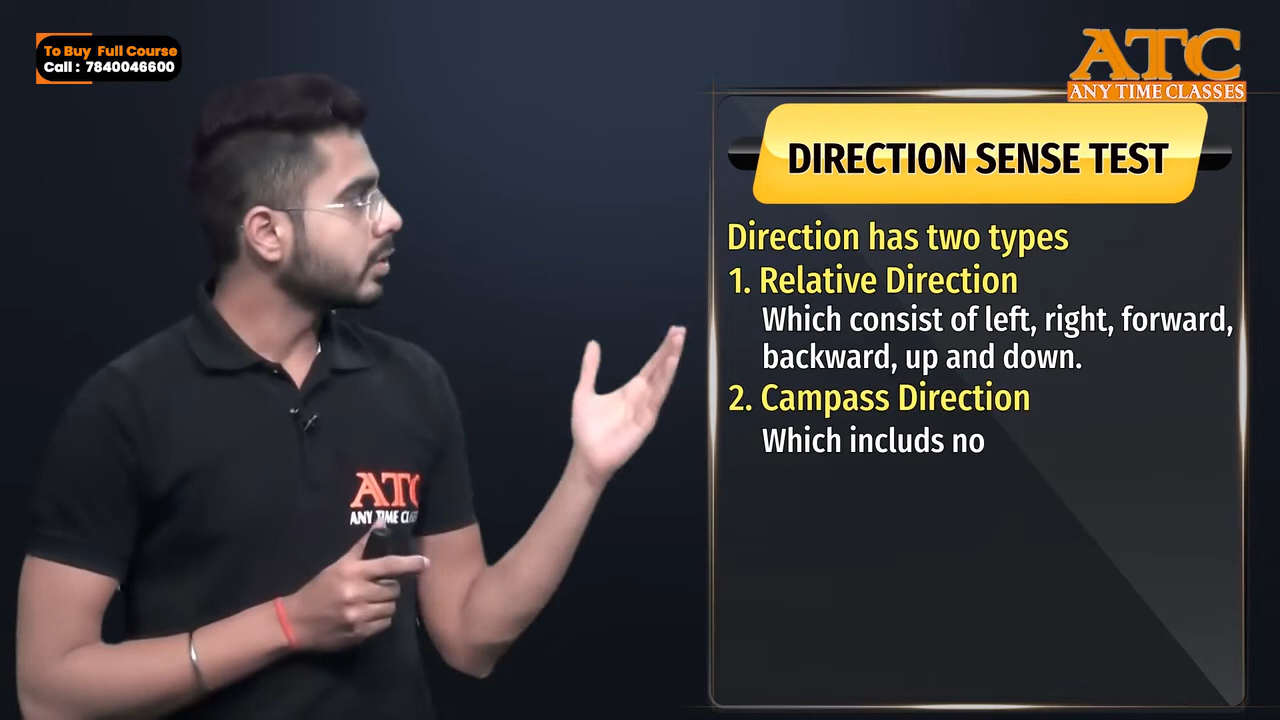 To Buy Full Course
Call : 7840046600
ATC
ANY TIME CLASSES
DIRECTION SENSE TEST
Direction has two types
1. Relative Direction
Which consist of left, right, forward,
backward, up and down.
2. Campass Direction
Which includs no
ATC
ANY TIME